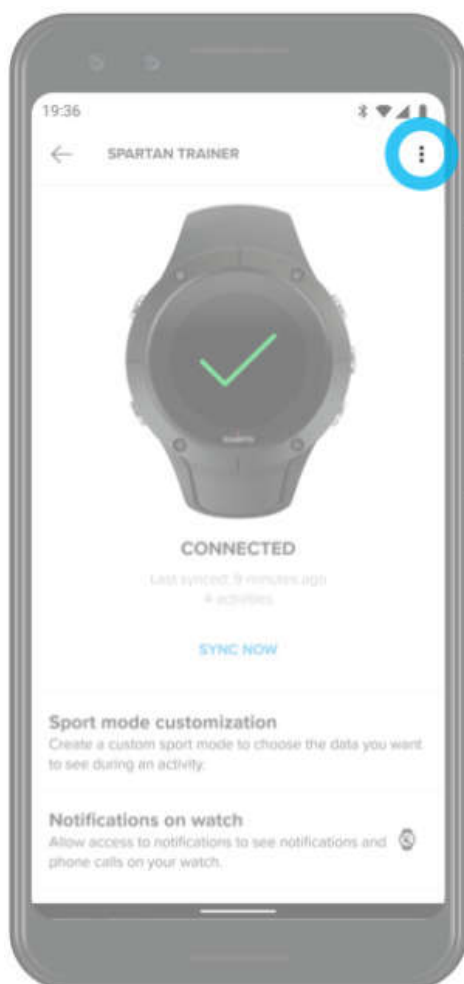 19:36
SPARTAN TRAINER
SUUNTO
CONNECTED
Last synced: 9 minutes ago
4 activities
SYNC NOW
Sport mode customization
Create a custom sport mode to choose the data you want
to see during an activity.
Notifications on watch
Allow access to notifications to see notifications and
phone calls on your watch.